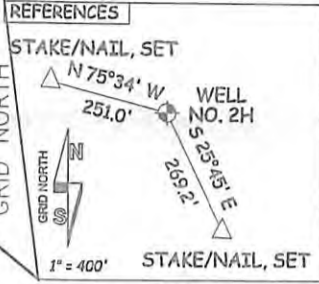 REFERENCES
STAKE/NAIL, SET
N 75°34' W
251.0'
WELL
NO. 2H
S 25°45' E
269.2'
GRID NORTH
GRID NORTH
N
S
1" = 400'
STAKE/NAIL, SET